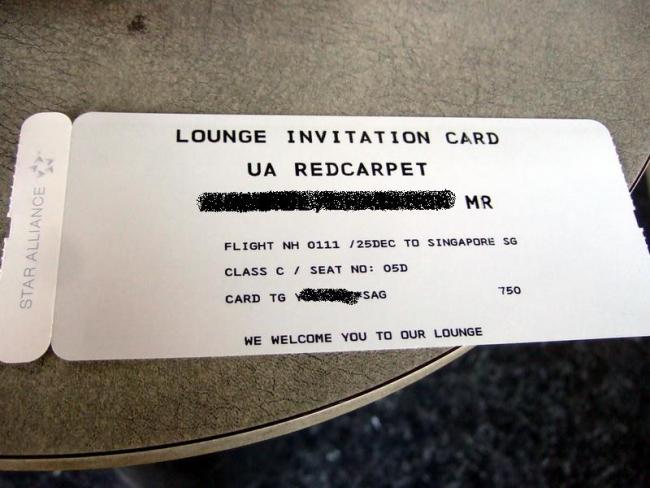 STAR ALLIANCE
LOUNGE INVITATION CARD
UA REDCARPET
MR
FLIGHT NH 0111 /25DEC TO SINGAPORE SG
CLASS C / SEAT NO: 05D
CARD TG Y *SAG 750
WE WELCOME YOU TO OUR LOUNGE